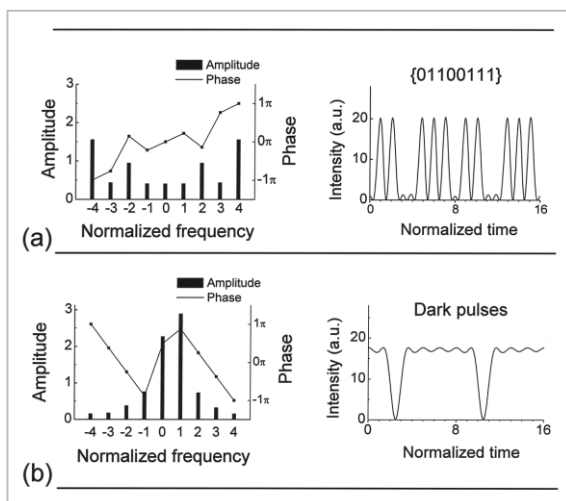 Amplitude
Phase
3
2
1
0
Amplitude
1π
0π
-1π
Phase
-4 -3 -2 -1 0 1 2 3 4
Normalized frequency
{01100111}
20
10
0
Intensity (a.u.)
0 8 16
Normalized time
(a)
Amplitude
Phase
3
2
1
0
Amplitude
1π
0π
-1π
Phase
-4 -3 -2 -1 0 1 2 3 4
Normalized frequency
Dark pulses
20
10
0
Intensity (a.u.)
0 8 16
Normalized time
(b)